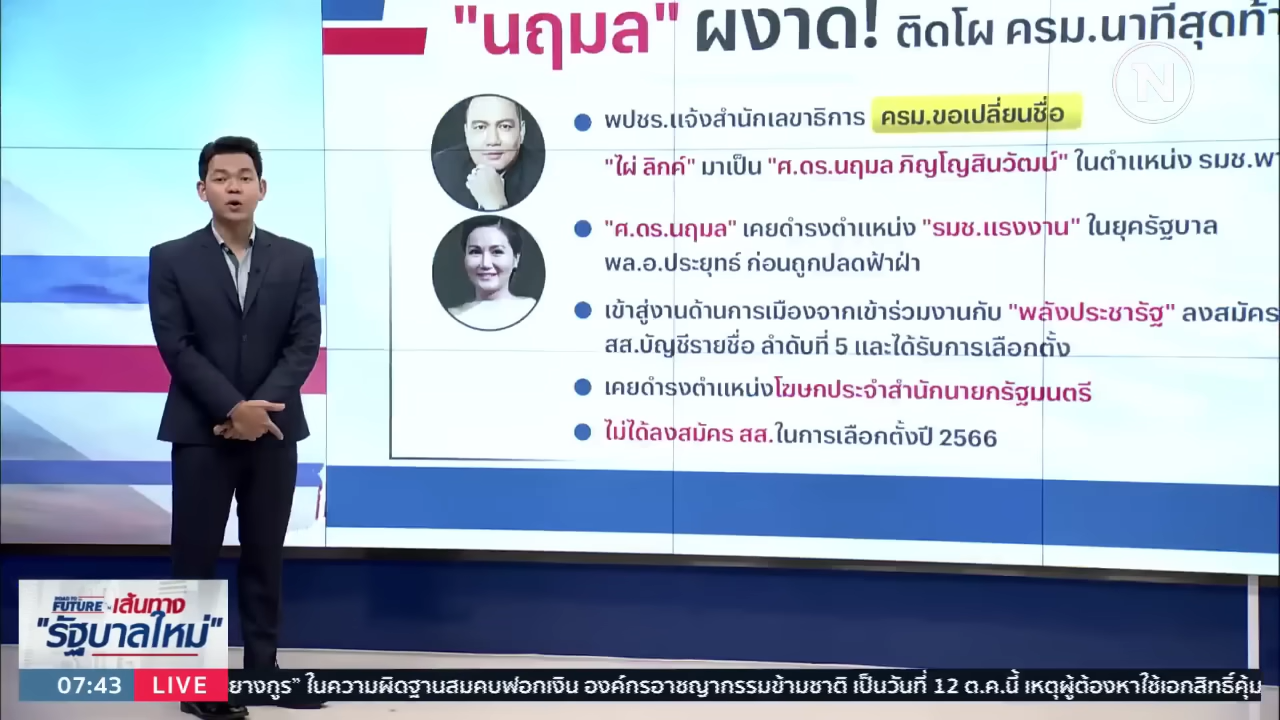 "นฤมล" ผงาด! ติดโผ ครม.นาทีสุดท้า
N
พปชร.แจ้งสำนักเลขาธิการ ครม.ขอเปลี่ยนชื่อ
"ไผ่ ลิกค์" มาเป็น "ศ.ดร.นฤมล ภิญโญสินวัฒน์" ในตำแหน่ง รมช.พา
"ศ.ดร.นฤมล" เคยดำรงตำแหน่ง "รมช.แรงงาน" ในยุครัฐบาล
พล.อ.ประยุทธ์ ก่อนถูกปลดฟ้าผ่า
เข้าสู่งานด้านการเมืองจากเข้าร่วมงานกับ "พลังประชารัฐ" ลงสมัคร
สส.บัญชีรายชื่อ ลำดับที่ 5 และได้รับการเลือกตั้ง
เคยดำรงตำแหน่งโฆษกประจำสำนักนายกรัฐมนตรี
ไม่ได้ลงสมัคร สส.ในการเลือกตั้งปี 2566
ROAD TO
FUTURE เส้นทาง
"รัฐบาลใหม่"
07:43 LIVE ยางกูร" ในความผิดฐานสมคบฟอกเงิน องค์กรอาชญากรรมข้ามชาติ เป็นวันที่ 12 ต.ค.นี้ เหตุผู้ต้องหาใช้เอกสิทธิ์คุ้ม